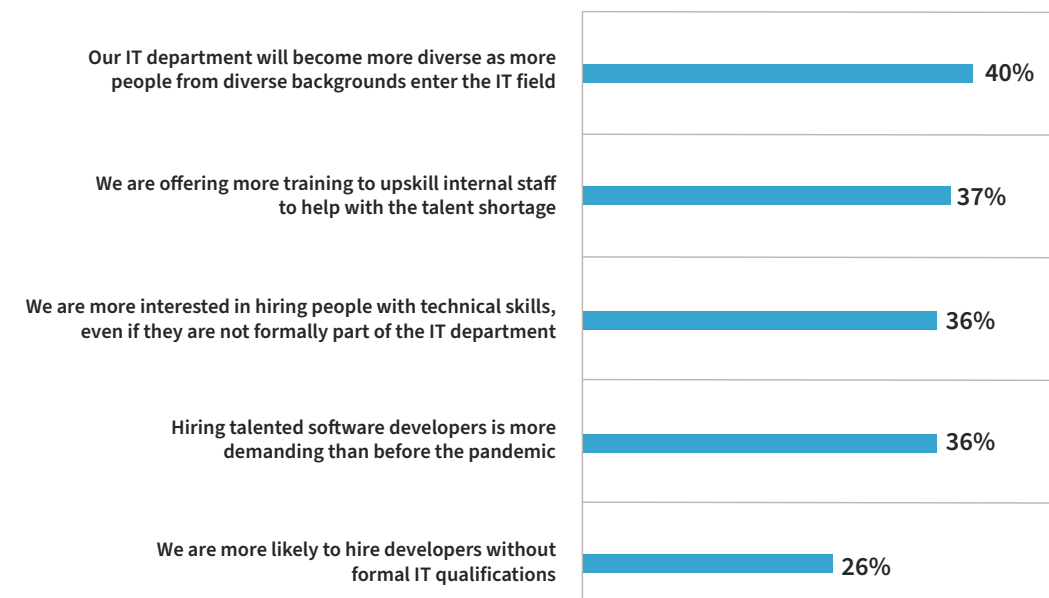 Our IT department will become more diverse as more
people from diverse backgrounds enter the IT field
40%
We are offering more training to upskill internal staff
to help with the talent shortage
37%
We are more interested in hiring people with technical skills,
even if they are not formally part of the IT department
36%
Hiring talented software developers is more
demanding than before the pandemic
36%
We are more likely to hire developers without
formal IT qualifications
26%